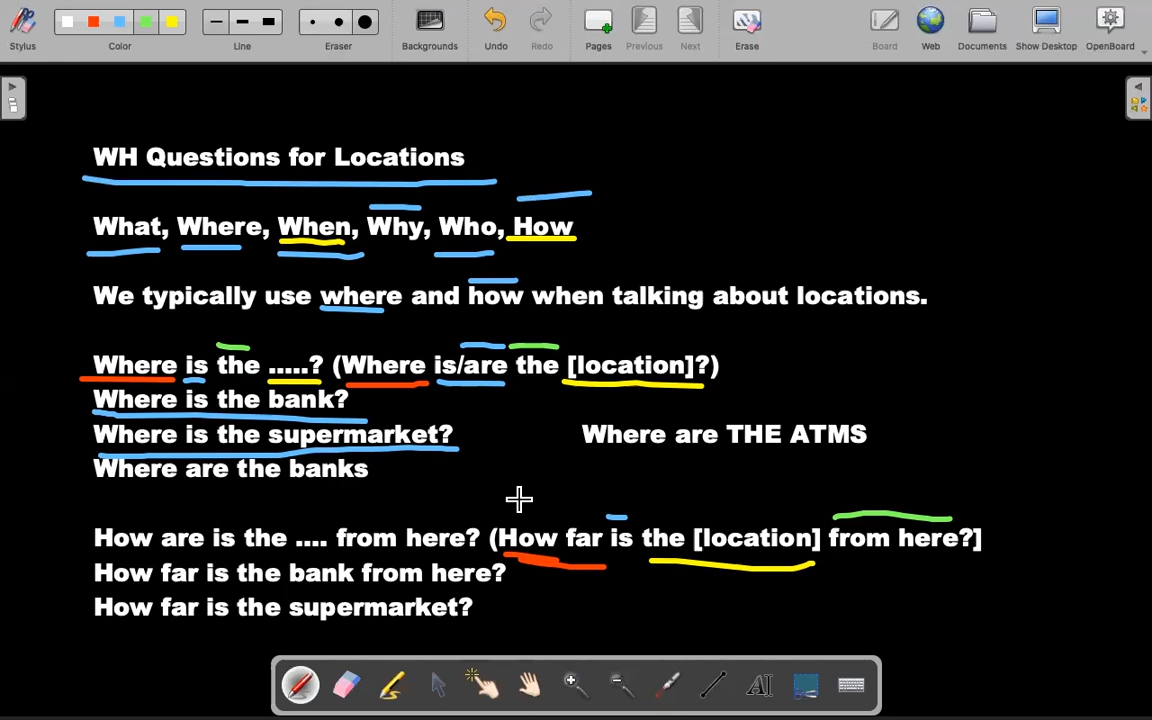 Stylus Color Line Eraser Backgrounds Undo Redo Pages Previous Next Erase Board Web Documents Show Desktop OpenBoard
WH Questions for Locations
What, Where, When, Why, Who, How
We typically use where and how when talking about locations.
Where is the .....? (Where is/are the [location]?)
Where is the bank?
Where is the supermarket? Where are THE ATMS
Where are the banks
How are is the .... from here? (How far is the [location] from here?]
How far is the bank from here?
How far is the supermarket?